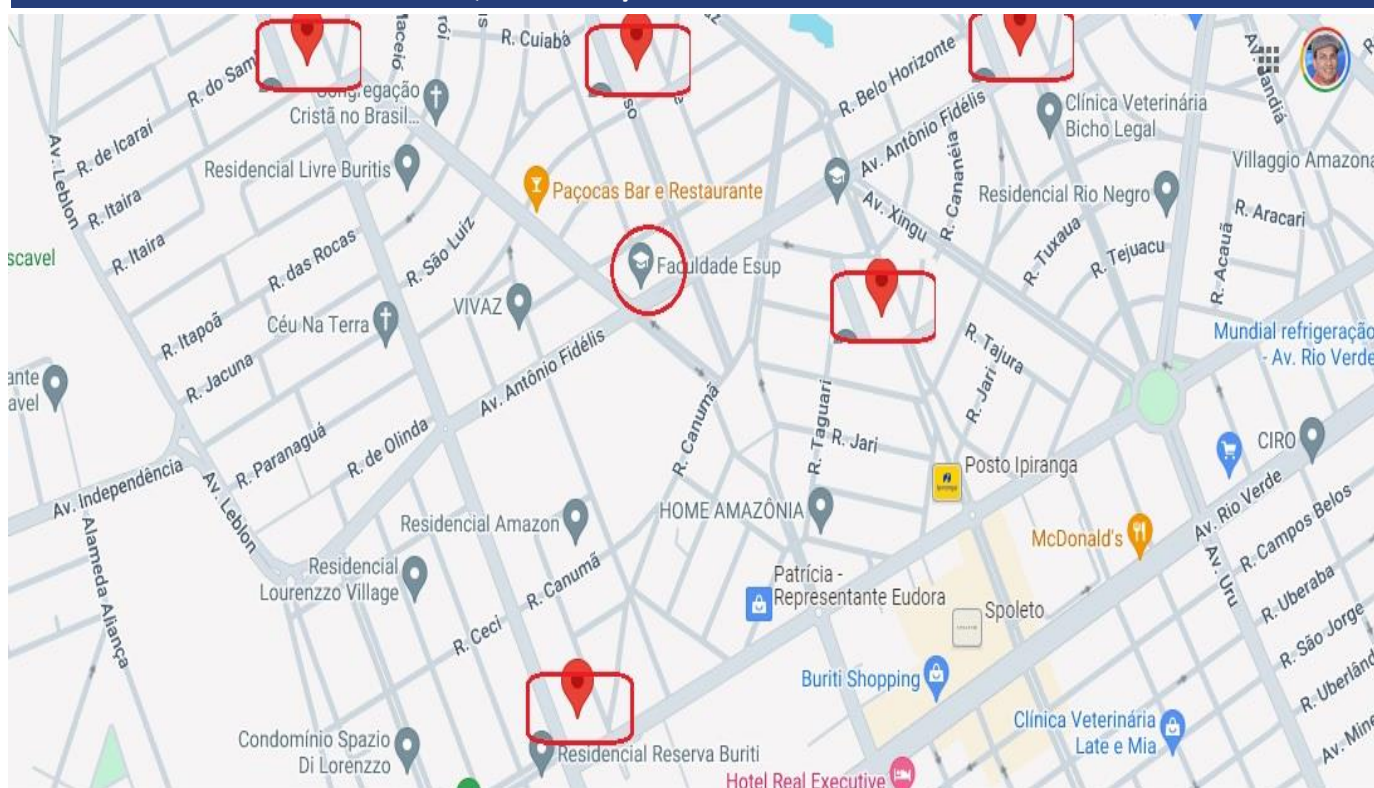 R. Cuiabá
R. Belo Horizonte
R. de Icaraí
Cristã no Brasil...
Clínica Veterinária
Bicho Legal
Av. Antônio Fidélis
Av. Leblon
Residencial Livre Buritis
Paçocas Bar e Restaurante
R. Cananéia
Villaggio Amazona
R. Itaira
Av. Xingu
Residencial Rio Negro
R. Aracari
R. Itaira
R. das Rocas
R. São Luíz
Faculdade Esup
R. Tuxaua
R. Tejuacu
R. Acauã
scavel
VIVAZ
Céu Na Terra
R. Itapoã
R. Jacuna
R. Tajura
Mundial refrigeração
- Av. Rio Verde
ante
avel
Av. Antônio Fidélis
R. Canumã
R. Taguari
R. Jari
R. Jari
CIRO
R. Paranaguá
R. de Olinda
Posto Ipiranga
Av. Independência
Av. Leblon
Residencial Amazon
HOME AMAZÔNIA
McDonald's
Av. Rio Verde
R. Campos Belos
Alameda Aliança
Residencial
Lourenzzo Village
R. Canumã
Patrícia -
Representante Eudora
Spoleto
Av. Uru
R. Uberaba
R. São Jorge
R. Ceci
Buriti Shopping
R. Uberlând
Clínica Veterinária
Late e Mia
Av. Mine
Condomínio Spazio
Di Lorenzzo
Residencial Reserva Buriti
Hotel Real Executive